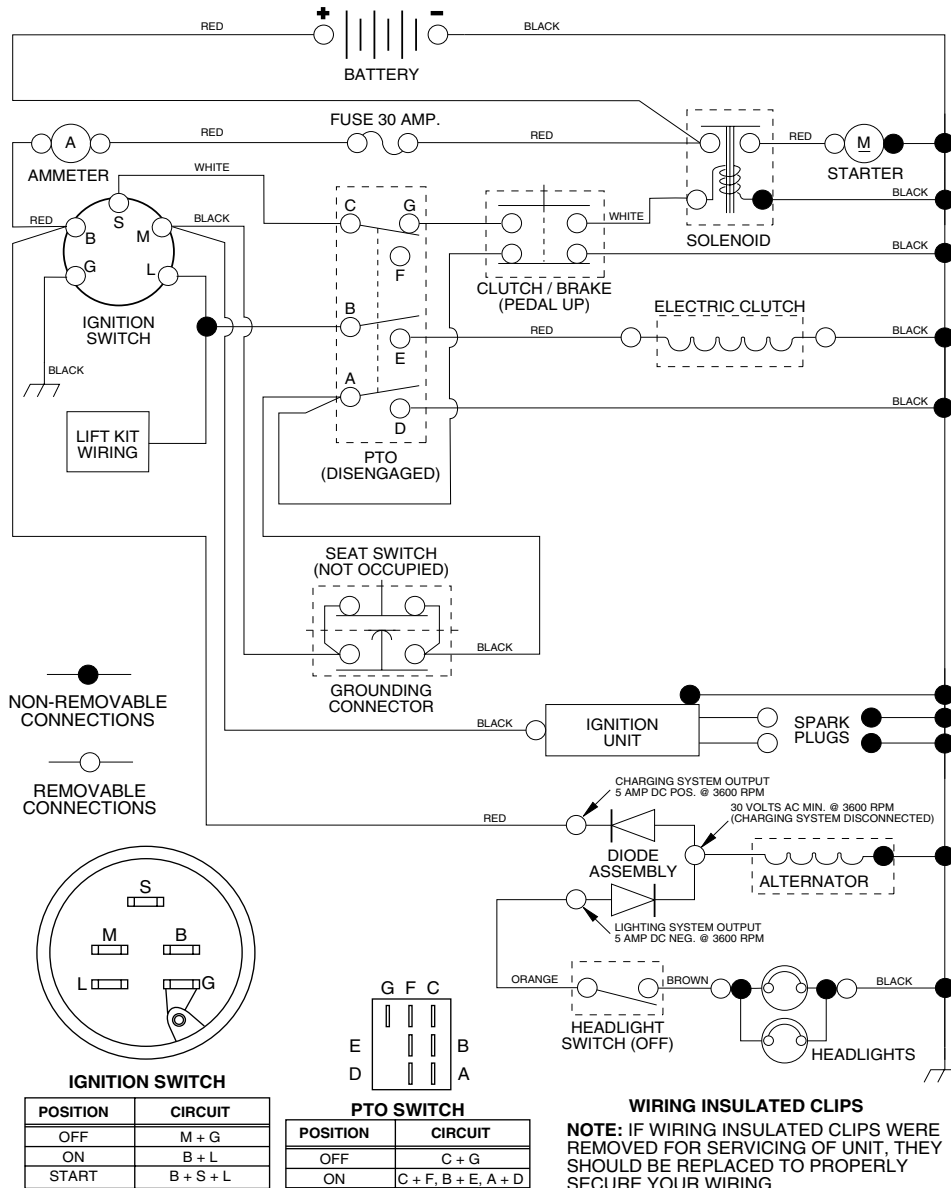 RED
+
-
BLACK
BATTERY
RED
FUSE 30 AMP.
RED
RED
A
M
AMMETER
WHITE
STARTER
RED
S
BLACK
C
G
WHITE
BLACK
B
M
SOLENOID
G
L
F
BLACK
CLUTCH / BRAKE
(PEDAL UP)
IGNITION
SWITCH
B
RED
ELECTRIC CLUTCH
BLACK
E
BLACK
A
BLACK
LIFT KIT
WIRING
D
PTO
(DISENGAGED)
SEAT SWITCH
(NOT OCCUPIED)
BLACK
NON-REMOVABLE
CONNECTIONS
GROUNDING
CONNECTOR
BLACK
IGNITION
UNIT
SPARK
PLUGS
REMOVABLE
CONNECTIONS
CHARGING SYSTEM OUTPUT
5 AMP DC POS. @ 3600 RPM
30 VOLTS AC MIN. @ 3600 RPM
(CHARGING SYSTEM DISCONNECTED)
RED
DIODE
ASSEMBLY
ALTERNATOR
LIGHTING SYSTEM OUTPUT
5 AMP DC NEG. @ 3600 RPM
S
M
B
L
G
ORANGE
BROWN
BLACK
HEADLIGHT
SWITCH (OFF)
HEADLIGHTS
G F C
E B
D A
IGNITION SWITCH
POSITION CIRCUIT
OFF M + G
ON B + L
START B + S + L
PTO SWITCH
POSITION CIRCUIT
OFF C + G
ON C + F, B + E, A + D
WIRING INSULATED CLIPS
NOTE: IF WIRING INSULATED CLIPS WERE
REMOVED FOR SERVICING OF UNIT, THEY
SHOULD BE REPLACED TO PROPERLY
SECURE YOUR WIRING